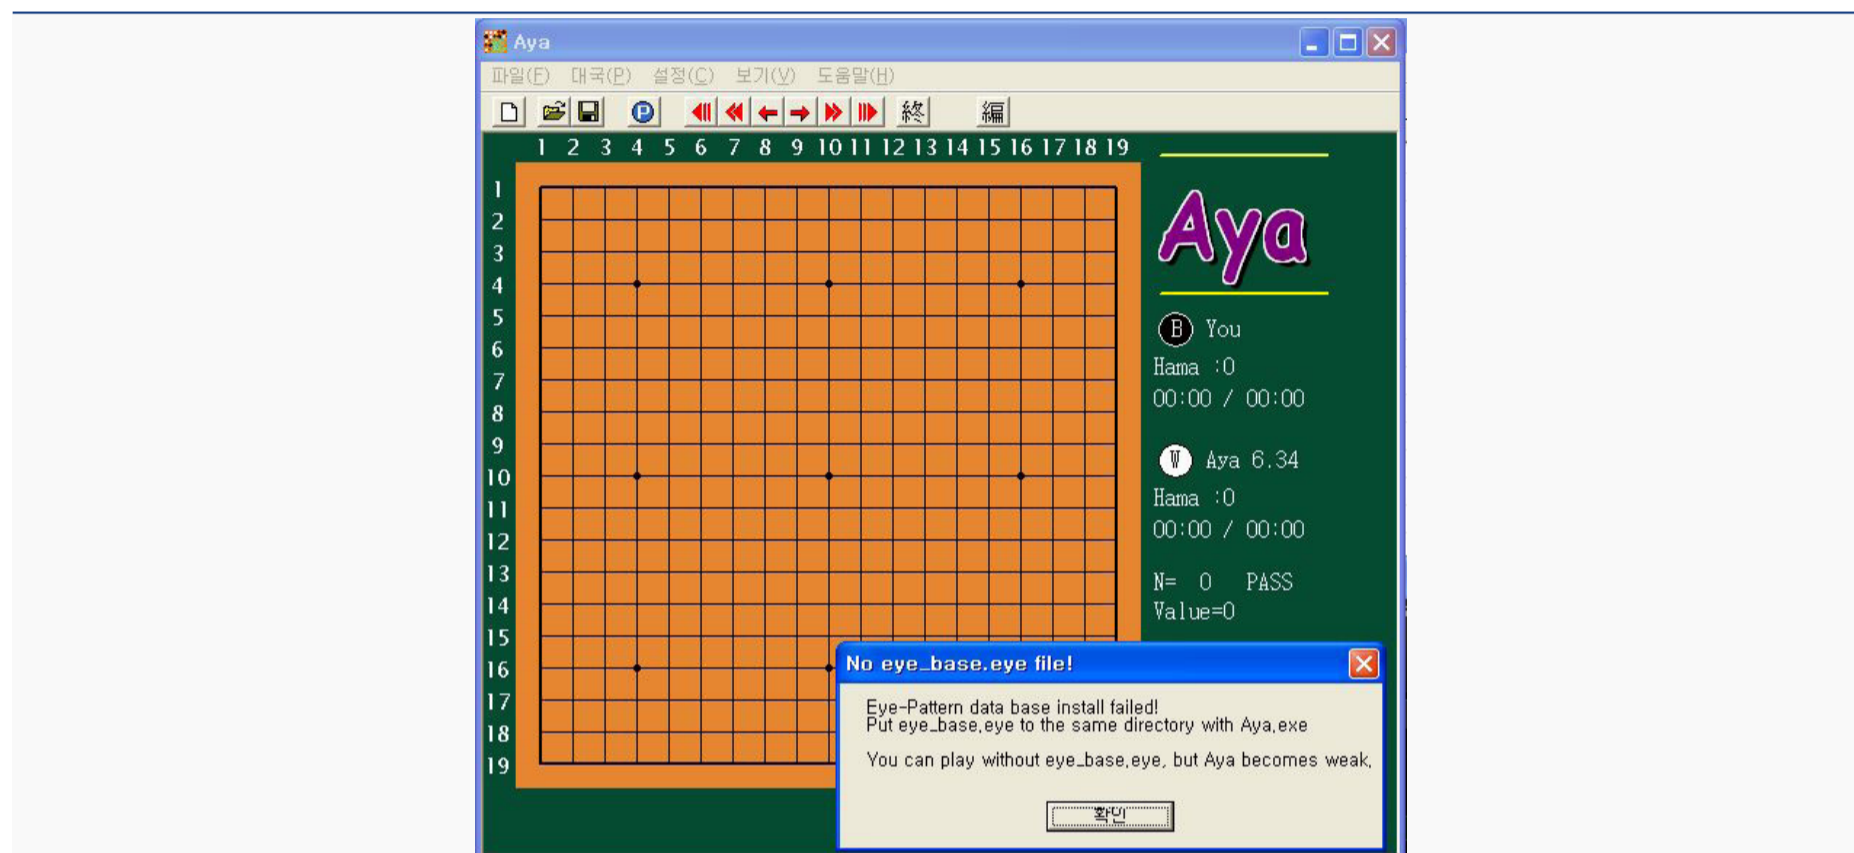 Aya
파일(F) 대국(P) 설정(C) 보기(V) 도움말(H)
P 終 編
1 2 3 4 5 6 7 8 9 10 11 12 13 14 15 16 17 18 19
1
2
3
4
5
6
7
8
9
10
11
12
13
14
15
16
17
18
19
Aya
B You
Hama :0
00:00 / 00:00
W Aya 6.34
Hama :0
00:00 / 00:00
N= 0 PASS
Value=0
No eye_base.eye file!
Eye-Pattern data base install failed!
Put eye_base.eye to the same directory with Aya.exe
You can play without eye_base.eye, but Aya becomes weak.
확인